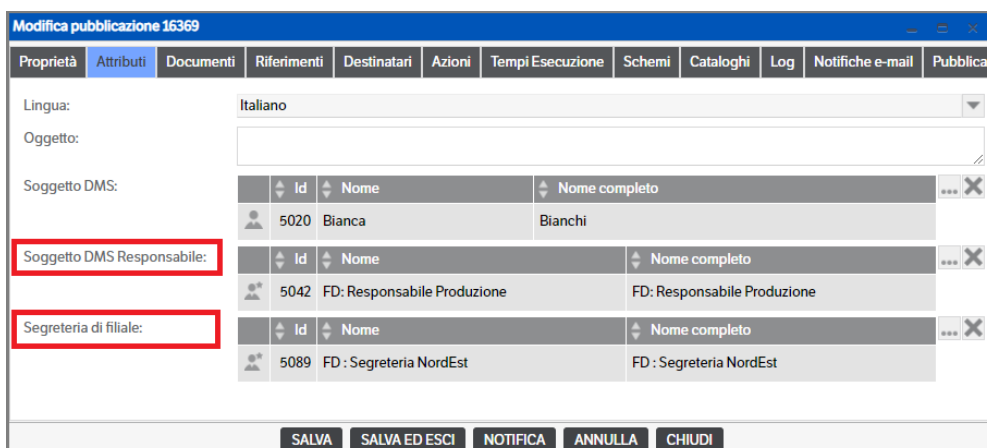 Modifica pubblicazione 16369
Proprietà Attributi Documenti Riferimenti Destinatari Azioni Tempi Esecuzione Schemi Cataloghi Log Notifiche e-mail Pubblica
Lingua: Italiano
Oggetto:
Soggetto DMS: Id Nome Nome completo ...
5020 Bianca Bianchi
Soggetto DMS Responsabile: Id Nome Nome completo ...
5042 FD: Responsabile Produzione FD: Responsabile Produzione
Segreteria di filiale: Id Nome Nome completo ...
5089 FD : Segreteria NordEst FD : Segreteria NordEst
SALVA SALVA ED ESCI NOTIFICA ANNULLA CHIUDI